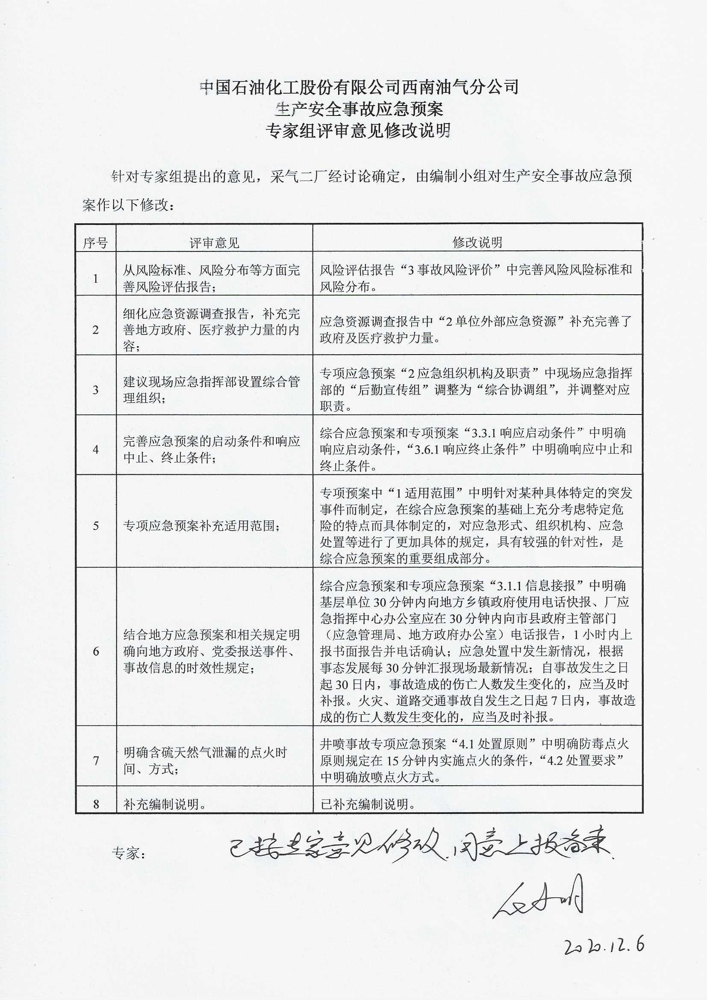 中国石油化工股份有限公司西南油气分公司
生产安全事故应急预案
专家组评审意见修改说明
针对专家组提出的意见，采气二厂经讨论确定，由编制小组对生产安全事故应急预
案作以下修改：
序号 评审意见 修改说明
1
从风险标准、风险分布等方面完
善风险评估报告；
风险评估报告“3 事故风险评价”中完善风险风险标准和
风险分布。
2
细化应急资源调查报告，补充完
善地方政府、医疗救护力量的内
容；
应急资源调查报告中“2 单位外部应急资源”补充完善了
政府及医疗救护力量。
3
建议现场应急指挥部设置综合管
理组织；
专项应急预案“2 应急组织机构及职责”中现场应急指挥
部的“后勤宣传组”调整为“综合协调组”，并调整对应
职责。
4
完善应急预案的启动条件和响应
中止、终止条件；
综合应急预案和专项预案“3.3.1 响应启动条件”中明确
响应启动条件，“3.6.1 响应终止条件”中明确响应中止和
终止条件。
5
专项应急预案补充适用范围；
专项预案中“1 适用范围”中明针对某种具体特定的突发
事件而制定，在综合应急预案的基础上充分考虑特定危
险的特点而具体制定的，对应急形式、组织机构、应急
处置等进行了更加具体的规定，具有较强的针对性，是
综合应急预案的重要组成部分。
6
结合地方应急预案和相关规定明
确向地方政府、党委报送事件、
事故信息的时效性规定；
综合应急预案和专项应急预案“3.1.1 信息接报”中明确
基层单位 30 分钟内向地方乡镇政府使用电话快报、厂应
急指挥中心办公室应在 30 分钟内向市县政府主管部门
（应急管理局、地方政府办公室）电话报告，1 小时内上
报书面报告并电话确认；应急处置中发生新情况，根据
事态发展每 30 分钟汇报现场最新情况；自事故发生之日
起 30 日内，事故造成的伤亡人数发生变化的，应当及时
补报。火灾、道路交通事故自发生之日起 7 日内，事故造
成的伤亡人数发生变化的，应当及时补报。
7
明确含硫天然气泄漏的点火时
间、方式；
井喷事故专项应急预案“4.1 处置原则”中明确防毒点火
原则规定在 15 分钟内实施点火的条件，“4.2 处置要求”
中明确放喷点火方式。
8 补充编制说明。 已补充编制说明。
专家： 已按专家意见修改，同意上报备案.
2020.12.6